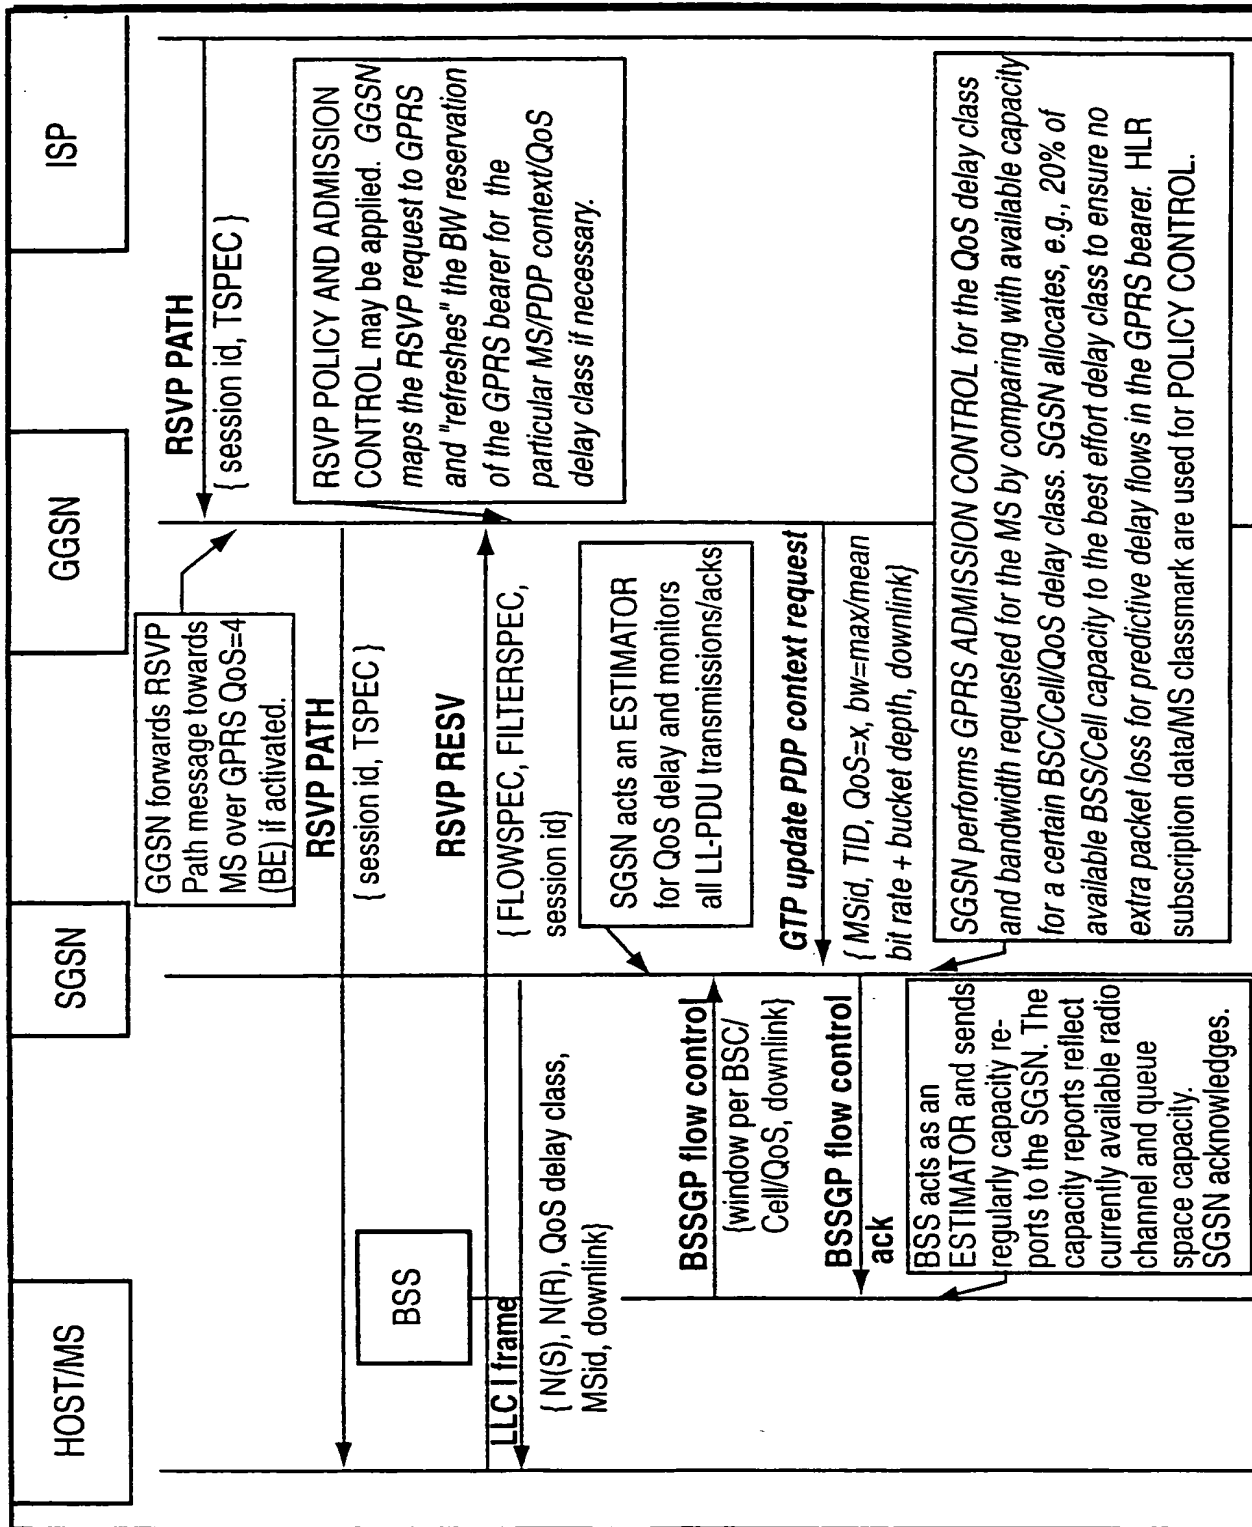 HOST/MS
SGSN
GGSN
ISP
RSVP PATH
{ session id, TSPEC }
GGSN forwards RSVP
Path message towards
MS over GPRS QoS=4
(BE) if activated.
RSVP PATH
{ session id, TSPEC }
RSVP POLICY AND ADMISSION
CONTROL may be applied. GGSN
maps the RSVP request to GPRS
and "refreshes" the BW reservation
of the GPRS bearer for the
particular MS/PDP context/QoS
delay class if necessary.
BSS
RSVP RESV
{ FLOWSPEC, FILTERSPEC,
session id}
LLC I frame
{ N(S), N(R), QoS delay class,
MSid, downlink}
SGSN acts an ESTIMATOR
for QoS delay and monitors
all LL-PDU transmissions/acks
BSSGP flow control
{window per BSC/
Cell/QoS, downlink}
GTP update PDP context request
{ MSid, TID, QoS=x, bw=max/mean
bit rate + bucket depth, downlink}
BSSGP flow control
ack
BSS acts as an
ESTIMATOR and sends
regularly capacity re-
ports to the SGSN. The
capacity reports reflect
currently available radio
channel and queue
space capacity.
SGSN acknowledges.
SGSN performs GPRS ADMISSION CONTROL for the QoS delay class
and bandwidth requested for the MS by comparing with available capacity
for a certain BSC/Cell/QoS delay class. SGSN allocates, e.g., 20% of
available BSS/Cell capacity to the best effort delay class to ensure no
extra packet loss for predictive delay flows in the GPRS bearer. HLR
subscription data/MS classmark are used for POLICY CONTROL.